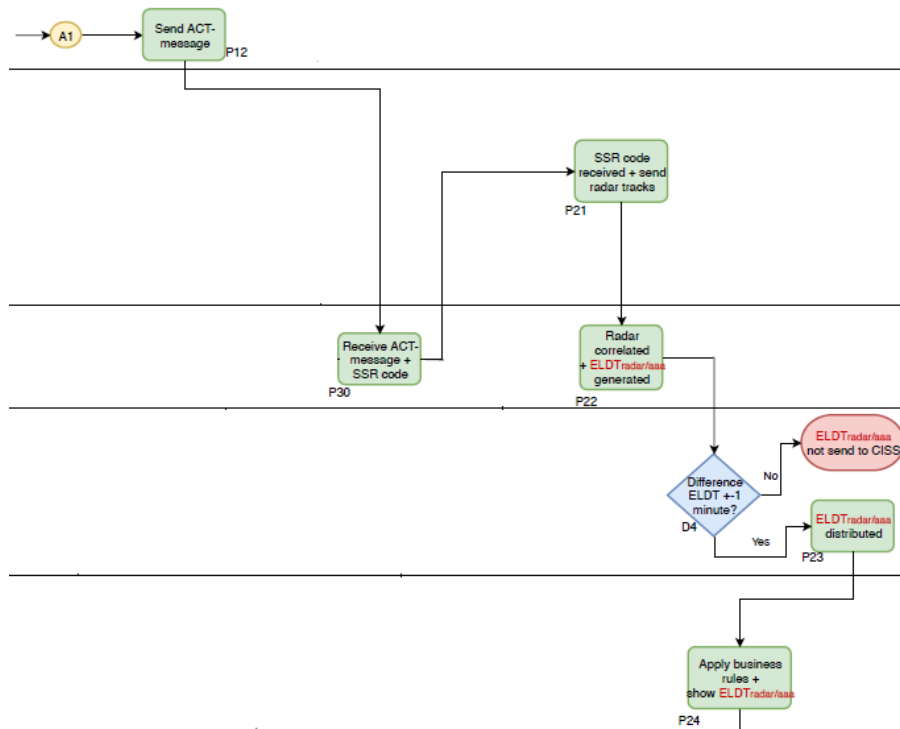 A1
Send ACT-
message
P12
SSR code
received + send
radar tracks
P21
Receive ACT-
message +
SSR code
P30
Radar
correlated
+ ELDTradar/aaa
generated
P22
ELDTradar/aaa
not send to CISS
No
Difference
ELDT +-1
minute?
D4
Yes
ELDTradar/aaa
distributed
P23
Apply business
rules +
show ELDTradar/aaa
P24